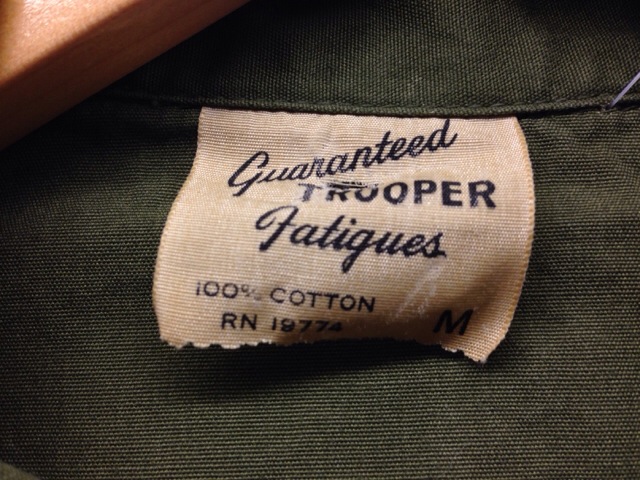 Guaranteed
TROOPER
Fatigues
100% COTTON
RN 19774 M